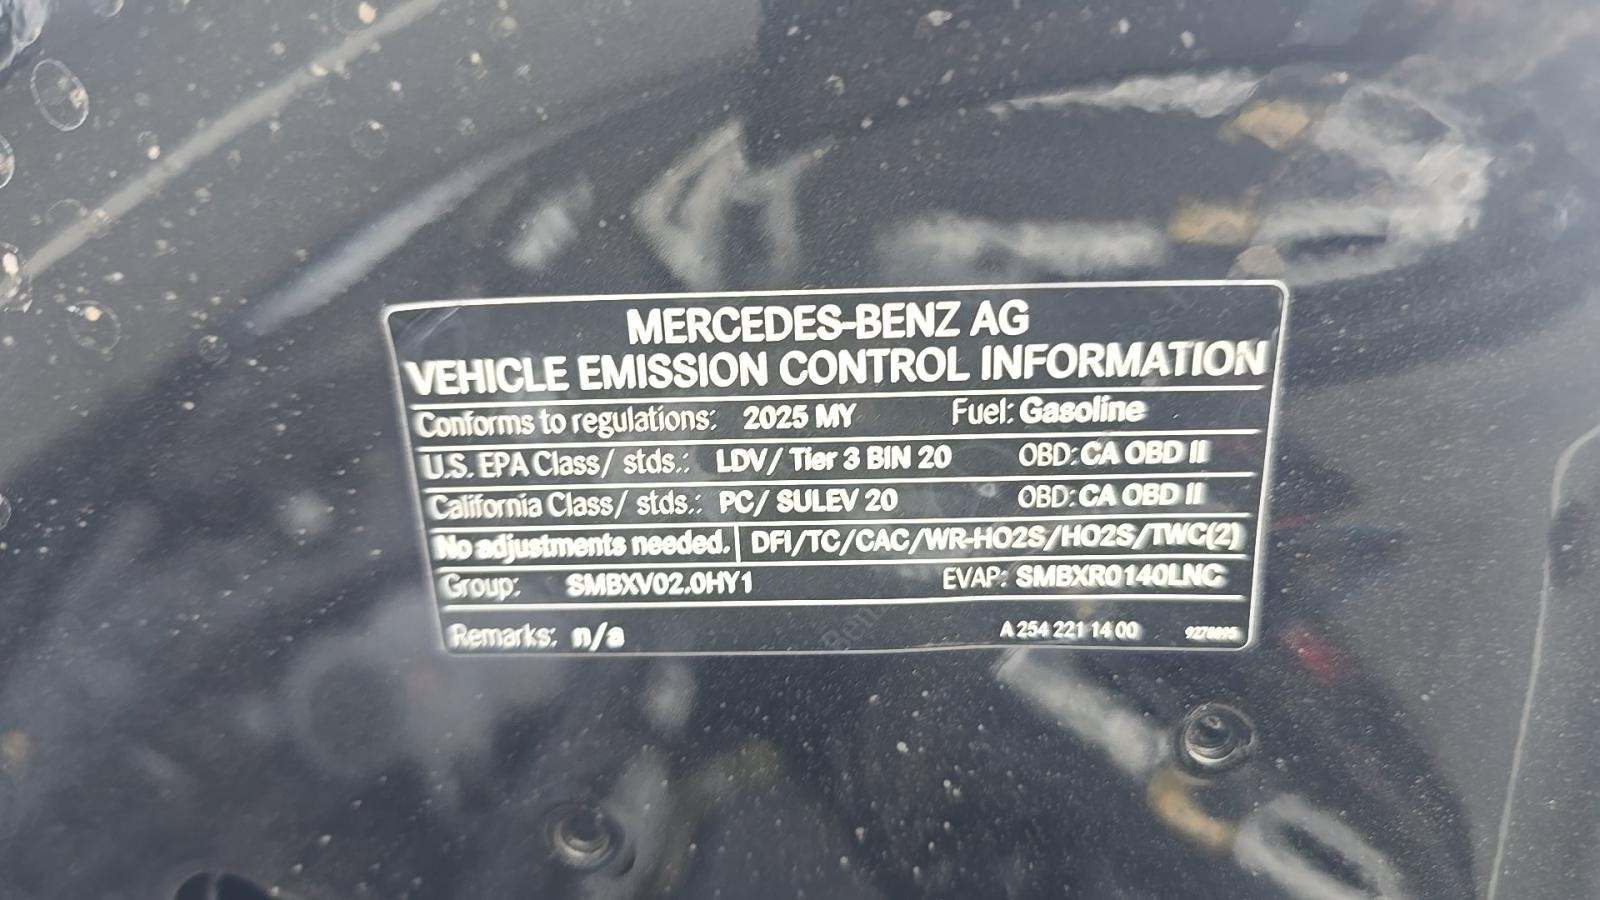 MERCEDES-BENZ AG
VEHICLE EMISSION CONTROL INFORMATION
Conforms to regulations: 2025 MY Fuel: Gasoline
U.S. EPA Class/ stds.: LDV/ Tier 3 BIN 20 OBD: CA OBD II
California Class/ stds.: PC/ SULEV 20 OBD: CA OBD II
No adjustments needed. DFI/TC/CAC/WR-HO2S/HO2S/TWC(2)
Group: SMBXV02.0HY1 EVAP: SMBXR0140LNC
Remarks: n/a A 254 221 14 00